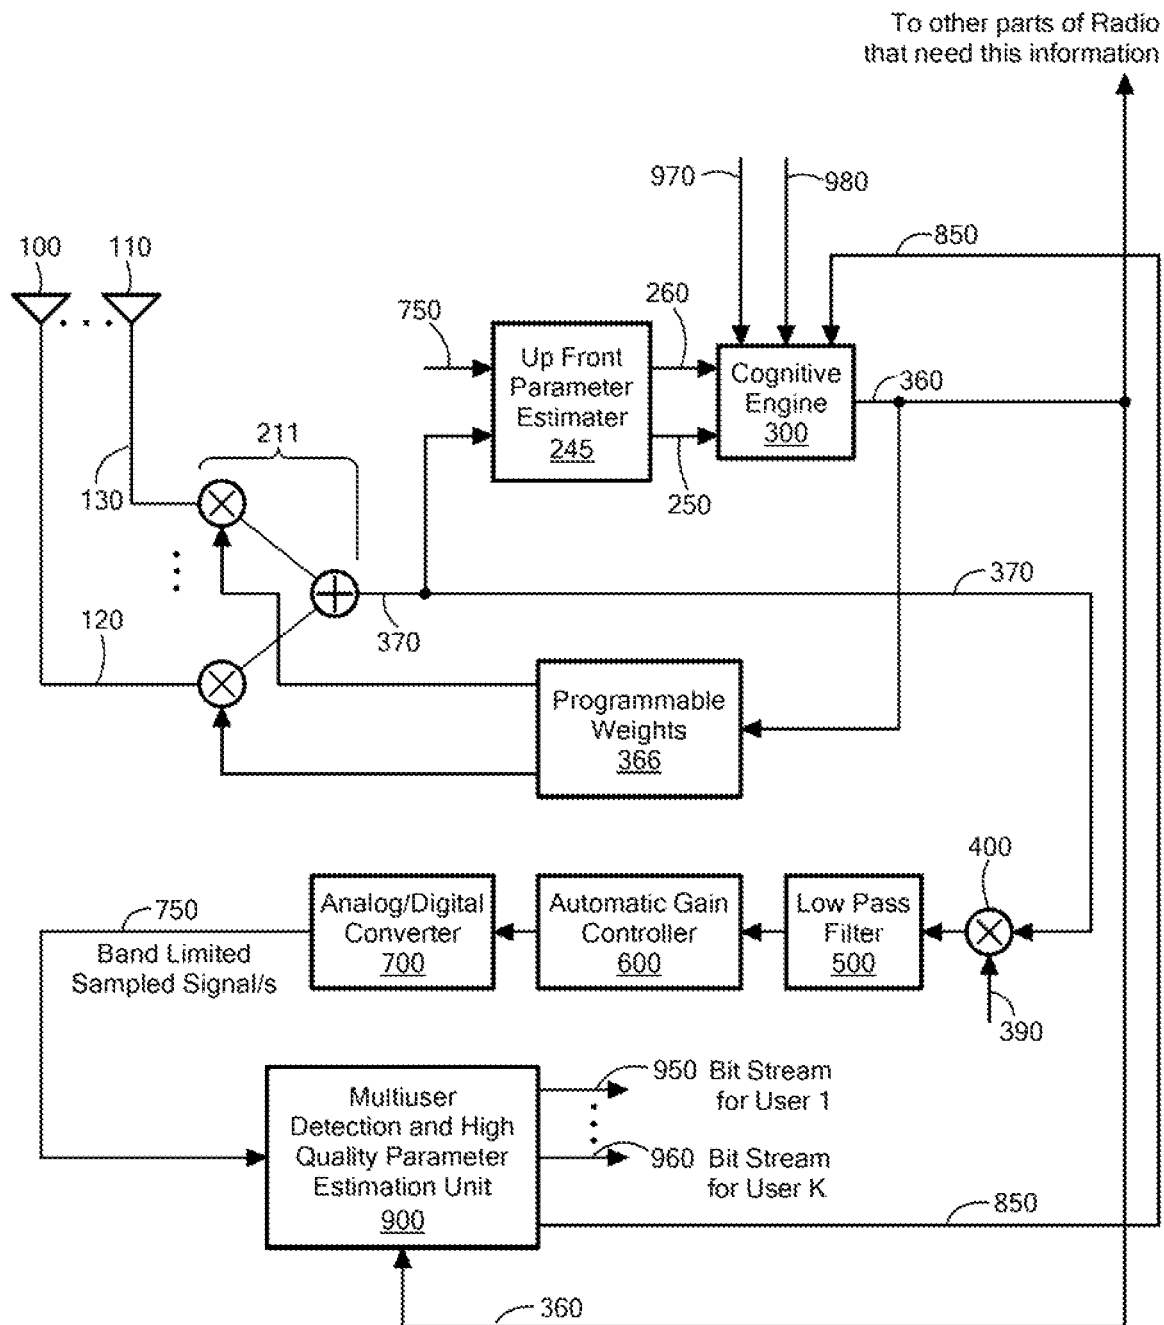 To other parts of Radio
that need this information
970
980
850
100
110
750
260
Up Front
Parameter
Estimater
245
Cognitive
Engine
300
360
250
211
130
370
370
120
Programmable
Weights
366
400
750
Analog/Digital
Converter
700
Automatic Gain
Controller
600
Low Pass
Filter
500
Band Limited
Sampled Signal/s
390
Multiuser
Detection and High
Quality Parameter
Estimation Unit
900
950 Bit Stream
for User 1
960 Bit Stream
for User K
850
360